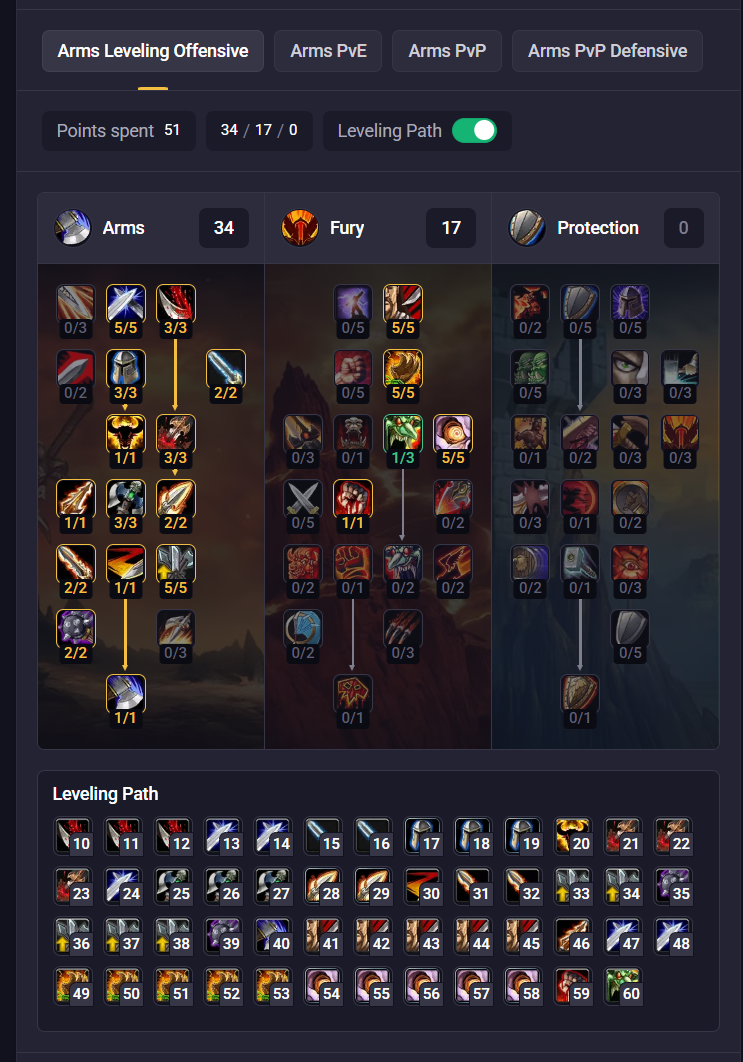 Arms Leveling Offensive Arms PvE Arms PvP Arms PvP Defensive
Points spent 51 34 / 17 / 0 Leveling Path
Arms 34 Fury 17 Protection 0
0/3 5/5 3/3 0/5 5/5 0/2 0/5 0/5
0/2 3/3 2/2 0/5 5/5 0/5 0/3 0/3
1/1 3/3 0/3 0/1 1/3 5/5 0/1 0/2 0/3 0/3
1/1 3/3 2/2 0/5 1/1 0/2 0/3 0/1 0/2
2/2 1/1 5/5 0/2 0/1 0/2 0/2 0/2 0/1 0/3
2/2 0/3 0/2 0/3 0/5
1/1 0/1 0/1
Leveling Path
10 11 12 13 14 15 16 17 18 19 20 21 22
23 24 25 26 27 28 29 30 31 32 33 34 35
36 37 38 39 40 41 42 43 44 45 46 47 48
49 50 51 52 53 54 55 56 57 58 59 60